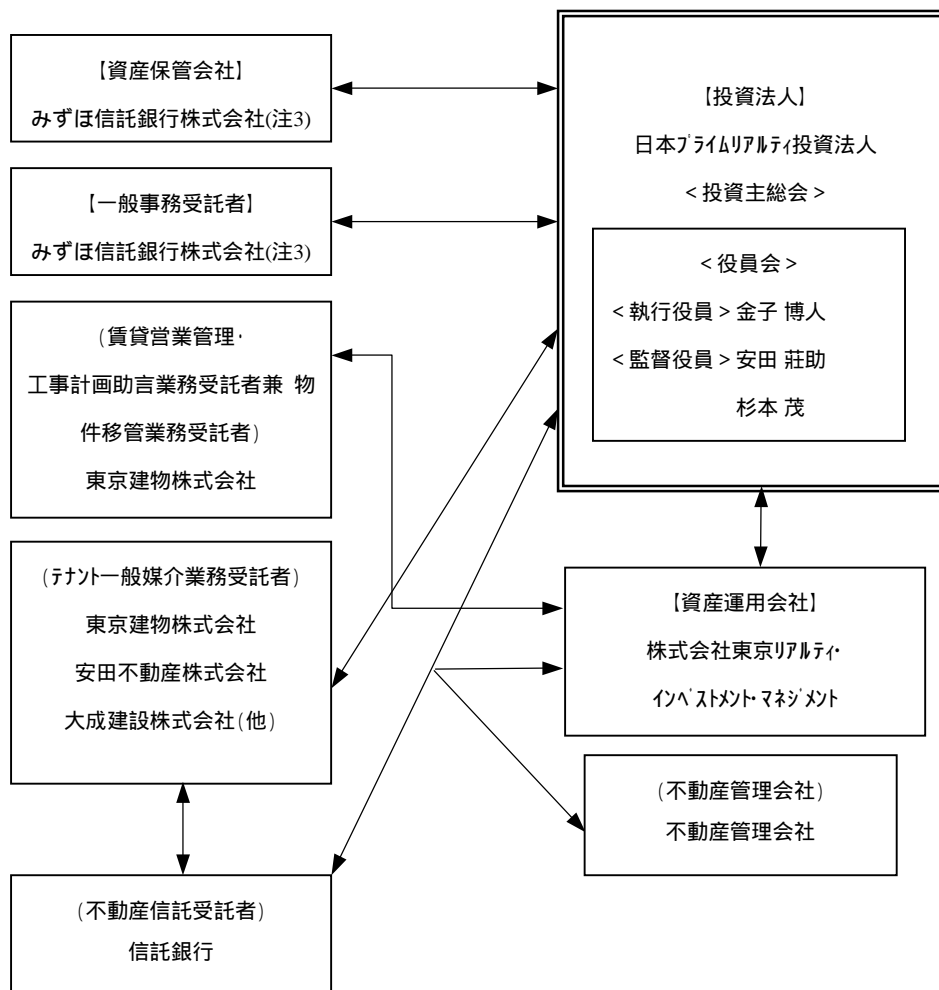 【資産保管会社】
みずほ信託銀行株式会社(注3)
【一般事務受託者】
みずほ信託銀行株式会社(注3)
(賃貸営業管理･
工事計画助言業務受託者兼 物
件移管業務受託者)
東京建物株式会社
(ﾃﾅﾝﾄ一般媒介業務受託者)
東京建物株式会社
安田不動産株式会社
大成建設株式会社(他)
(不動産信託受託者)
信託銀行
【投資法人】
日本ﾌﾟﾗｲﾑﾘｱﾙﾃｨ投資法人
<投資主総会>
<役員会>
<執行役員>金子 博人
<監督役員>安田 莊助
杉本 茂
【資産運用会社】
株式会社東京ﾘｱﾙﾃｨ･
ｲﾝﾍﾞｽﾄﾒﾝﾄ･ﾏﾈｼﾞﾒﾝﾄ
(不動産管理会社)
不動産管理会社